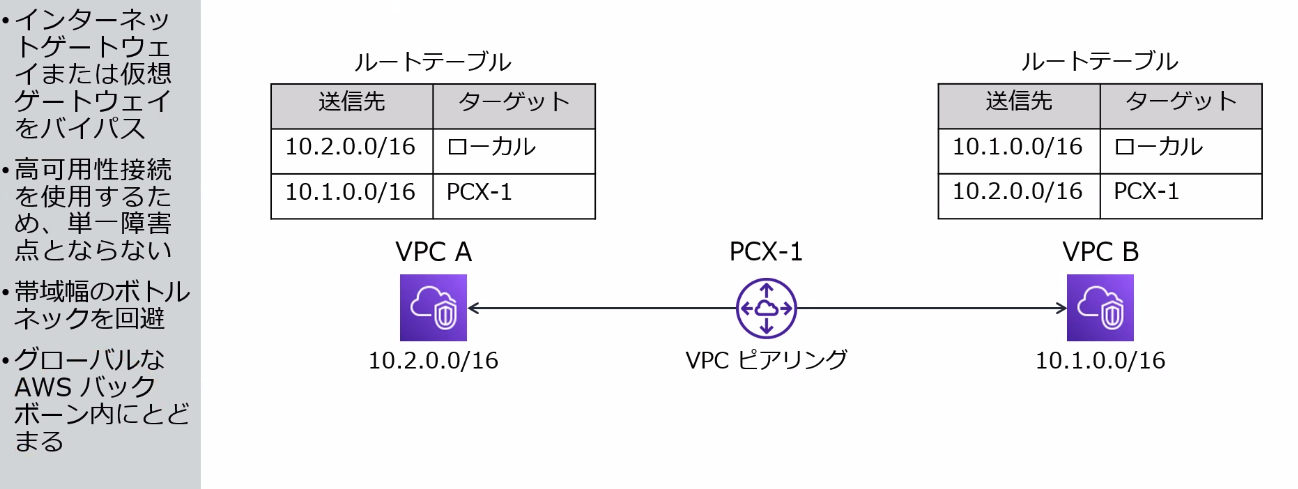 •インターネッ
トゲートウェ
イまたは仮想
ゲートウェイ
をバイパス
•高可用性接続
を使用するた
め、単一障害
点とならない
•帯域幅のボトル
ネックを回避
•グローバルな
AWS バック
ボーン内にとど
まる
ルートテーブル
送信先 ターゲット
10.2.0.0/16 ローカル
10.1.0.0/16 PCX-1
VPC A
10.2.0.0/16
PCX-1
VPC ピアリング
ルートテーブル
送信先 ターゲット
10.1.0.0/16 ローカル
10.2.0.0/16 PCX-1
VPC B
10.1.0.0/16